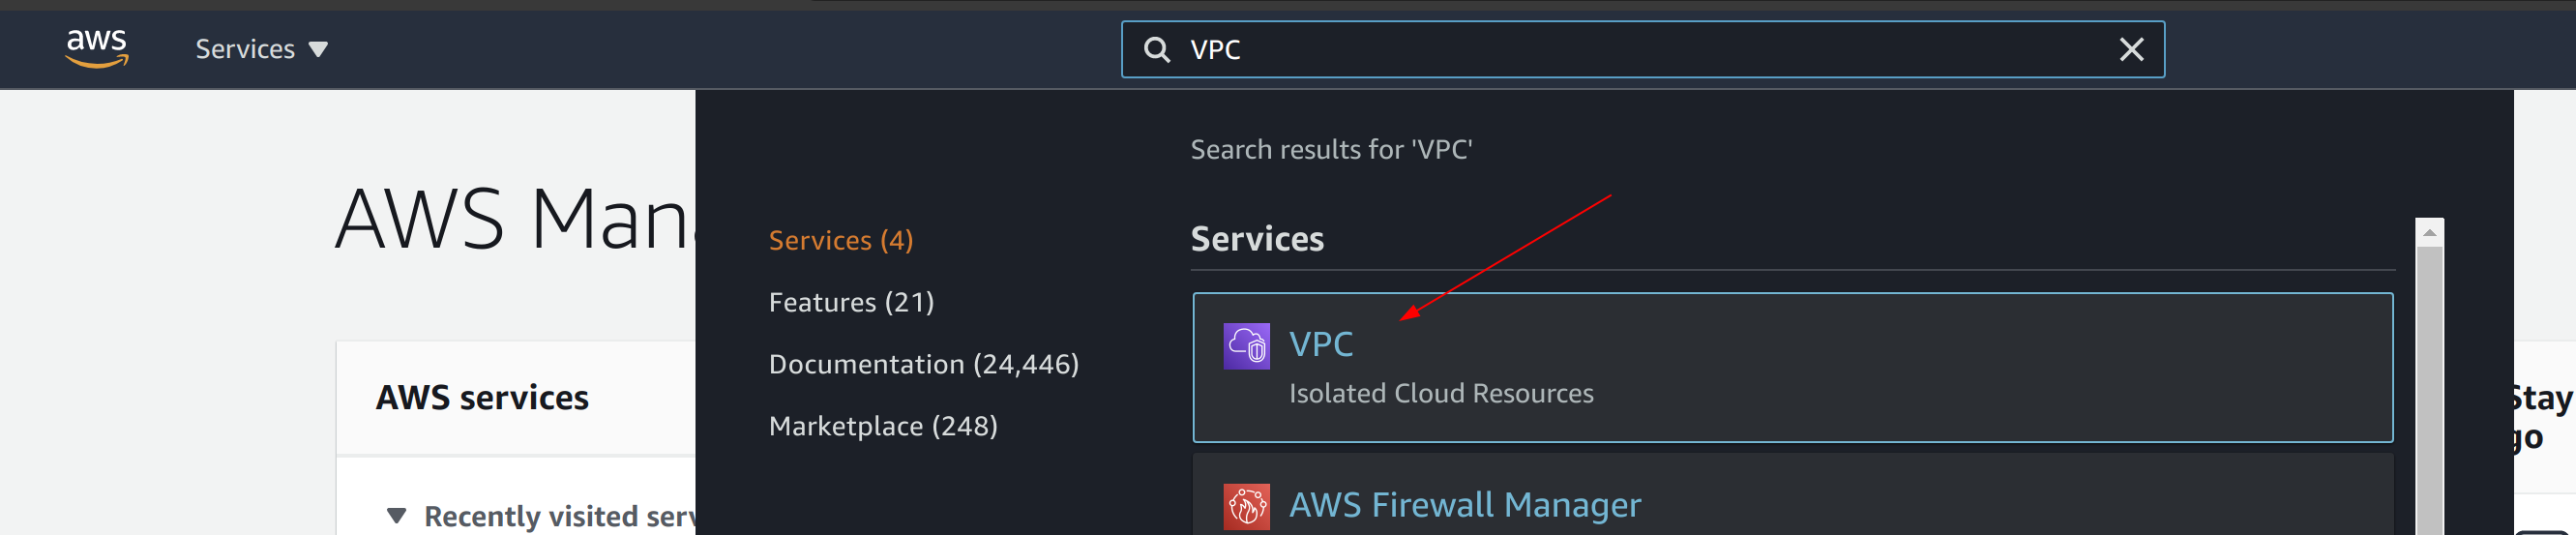 aws
Services
VPC
Search results for 'VPC'
AWS Man
Services (4)
Features (21)
Documentation (24,446)
Marketplace (248)
Services
VPC
Isolated Cloud Resources
AWS Firewall Manager
AWS services
Recently visited serv
Stay
go